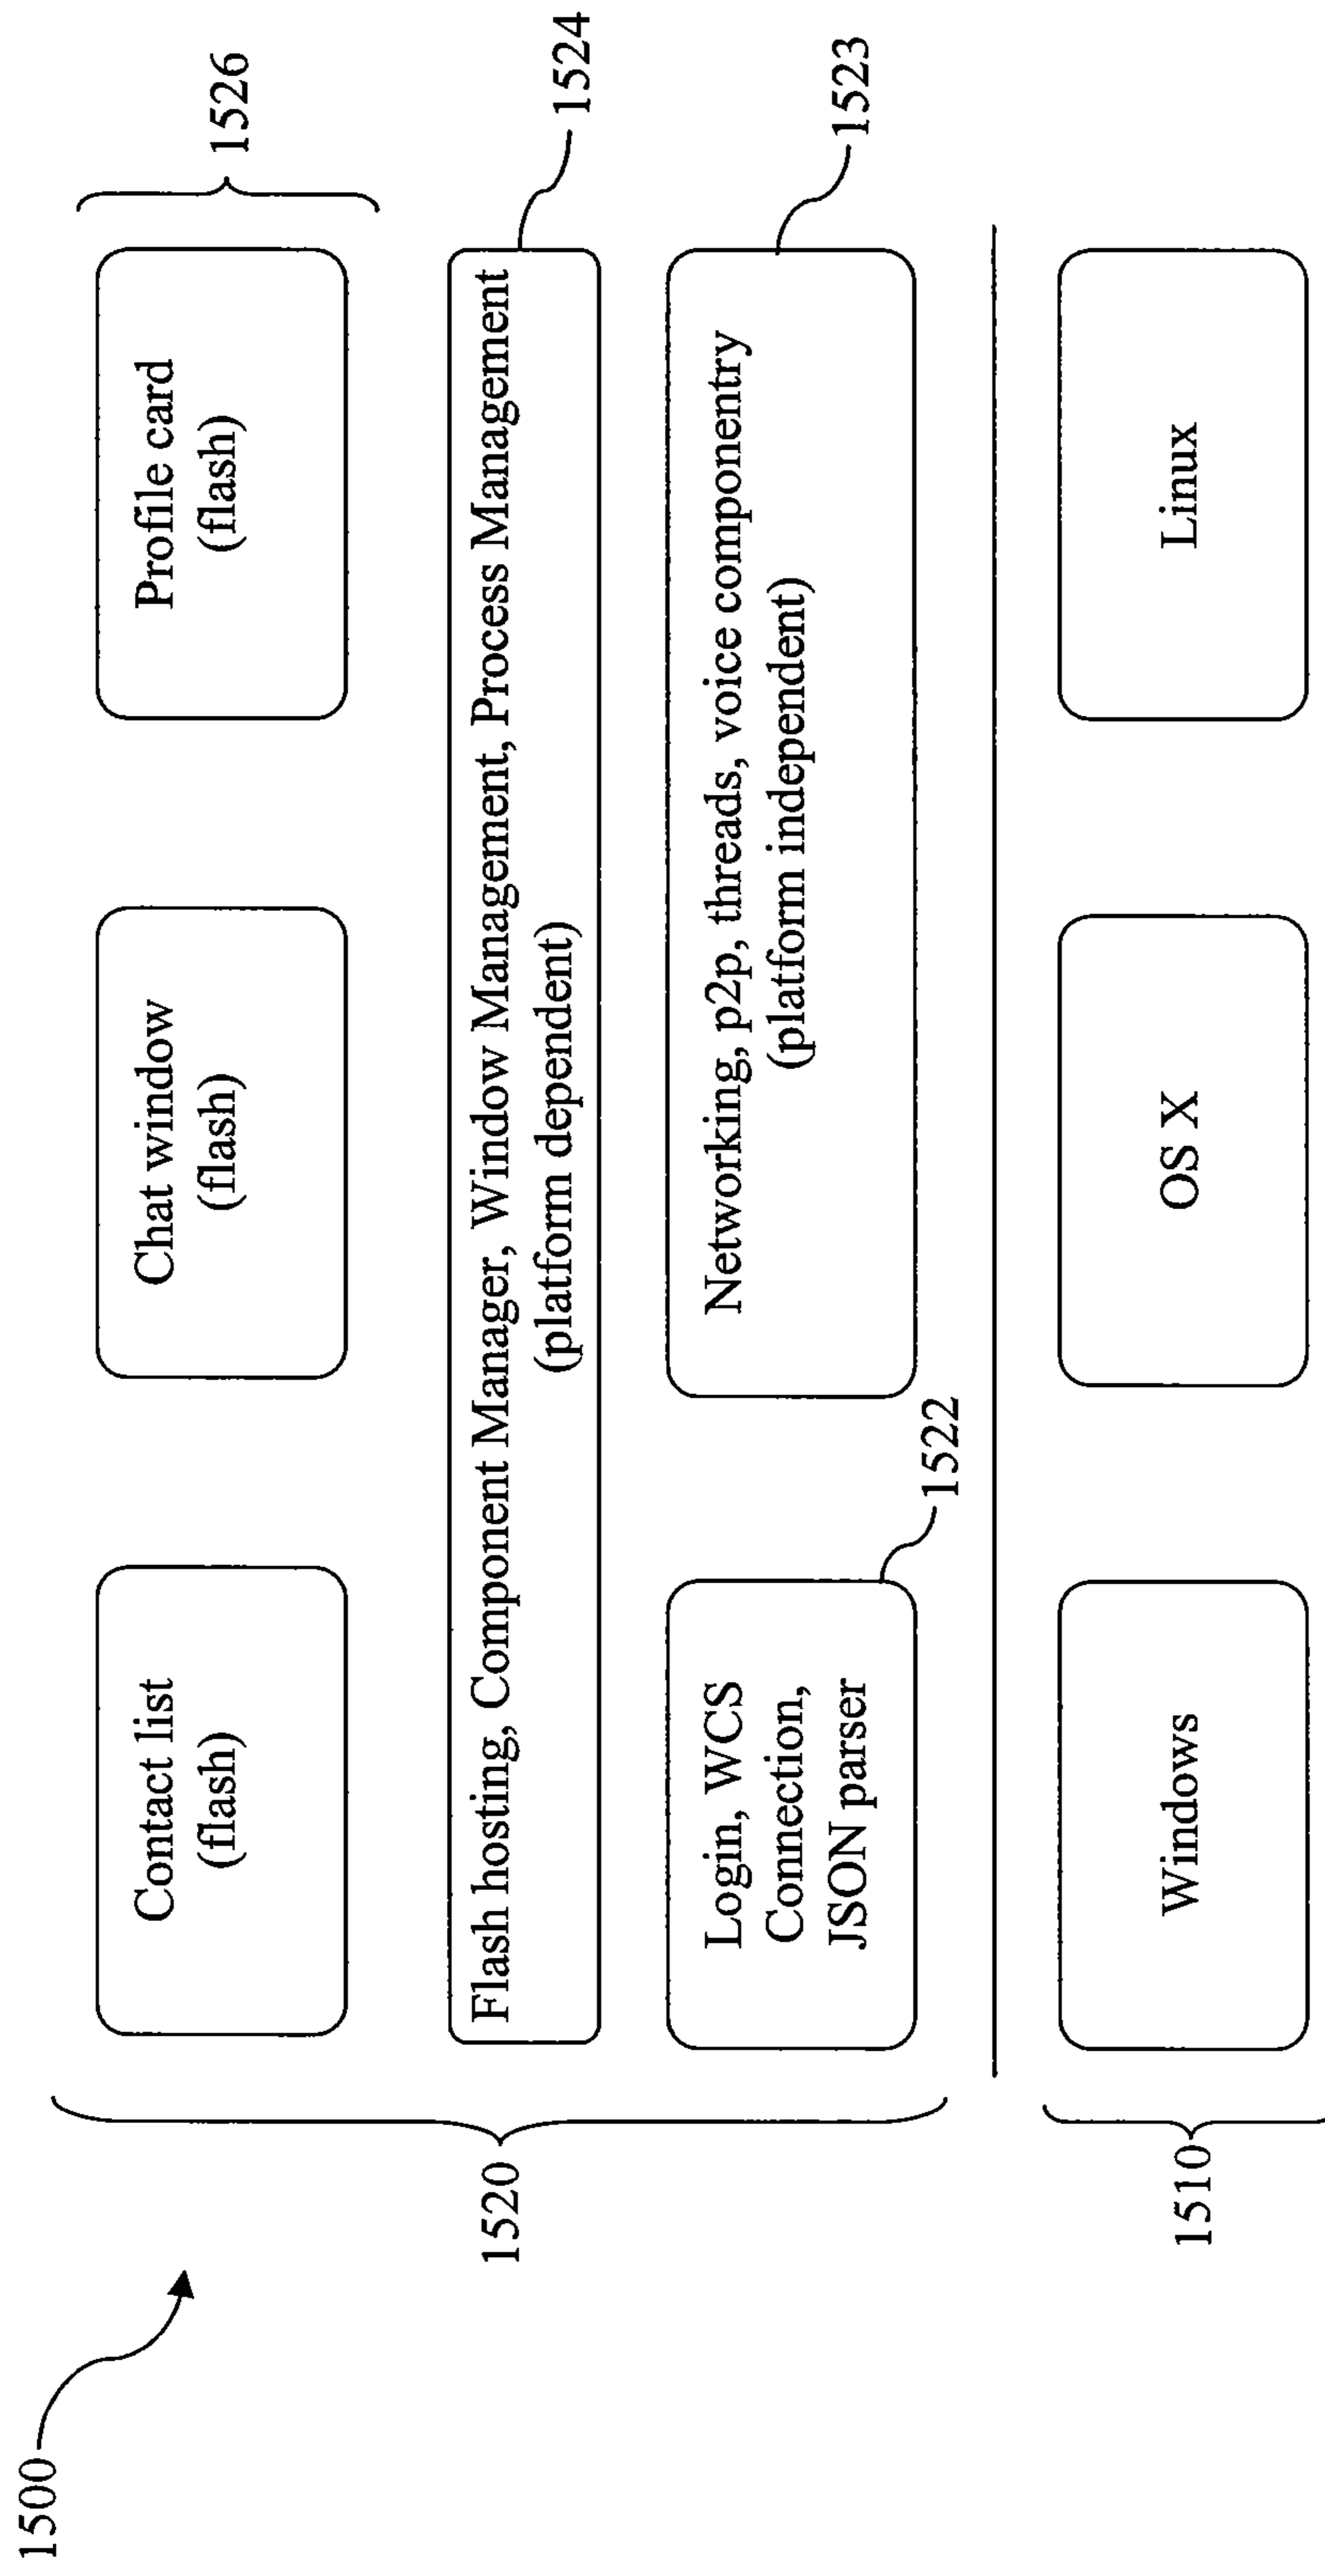 1500
1520
1526
Contact list
(flash)
Chat window
(flash)
Profile card
(flash)
Flash hosting, Component Manager, Window Management, Process Management
(platform dependent)
1524
Login, WCS
Connection,
JSON parser
1522
Networking, p2p, threads, voice componentry
(platform independent)
1523
1510
Windows
OS X
Linux